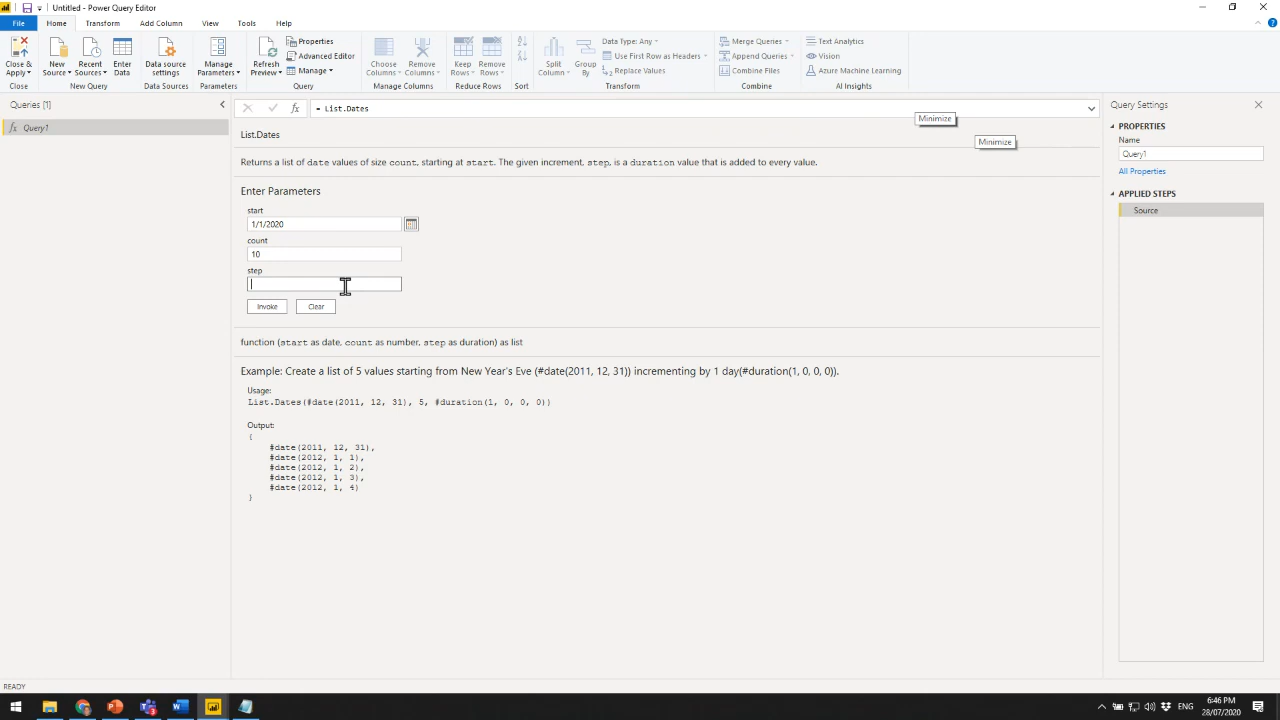 Untitled - Power Query Editor
File Home Transform Add Column View Tools Help
Close & Apply
New Source
Recent Sources
Enter Data
Data source settings
Manage Parameters
Refresh Preview
Properties
Advanced Editor
Manage
Choose Columns
Remove Columns
Keep Rows
Remove Rows
Split Column
Group By
Data Type: Any
Use First Row as Headers
Replace Values
Merge Queries
Append Queries
Combine Files
Text Analytics
Vision
Azure Machine Learning
Close New Query Data Sources Parameters Query Manage Columns Reduce Rows Sort Transform Combine AI Insights
Queries [1]
Query1
= List.Dates
Minimize
Minimize
List.Dates
Returns a list of date values of size count, starting at start. The given increment, step, is a duration value that is added to every value.
Enter Parameters
start
1/1/2020
count
10
step
Invoke Clear
function (start as date, count as number, step as duration) as list
Example: Create a list of 5 values starting from New Year's Eve (#date(2011, 12, 31)) incrementing by 1 day(#duration(1, 0, 0, 0)).
Usage:
List.Dates(#date(2011, 12, 31), 5, #duration(1, 0, 0, 0))
Output:
{
#date(2011, 12, 31),
#date(2012, 1, 1),
#date(2012, 1, 2),
#date(2012, 1, 3),
#date(2012, 1, 4)
}
Query Settings
PROPERTIES
Name
Query1
All Properties
APPLIED STEPS
Source
READY
ENG
6:46 PM
28/07/2020